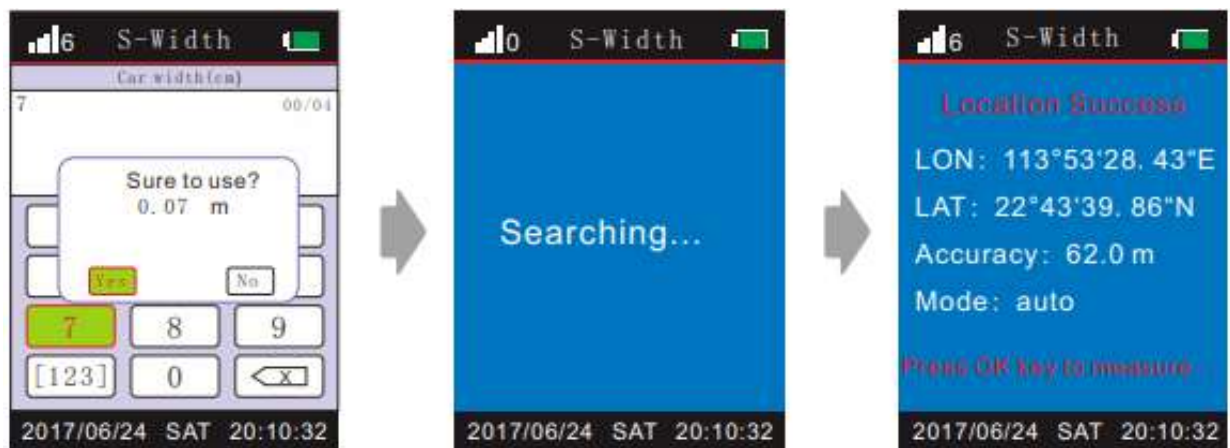 6 S-Width
Car width(cm)
7 00/04
Sure to use?
0.07 m
Yes No
7 8 9
[123] 0 X
2017/06/24 SAT 20:10:32
0 S-Width
Searching...
2017/06/24 SAT 20:10:32
6 S-Width
Location Success
LON: 113°53'28.43"E
LAT: 22°43'39.86"N
Accuracy: 62.0 m
Mode: auto
Press OK key to measure...
2017/06/24 SAT 20:10:32